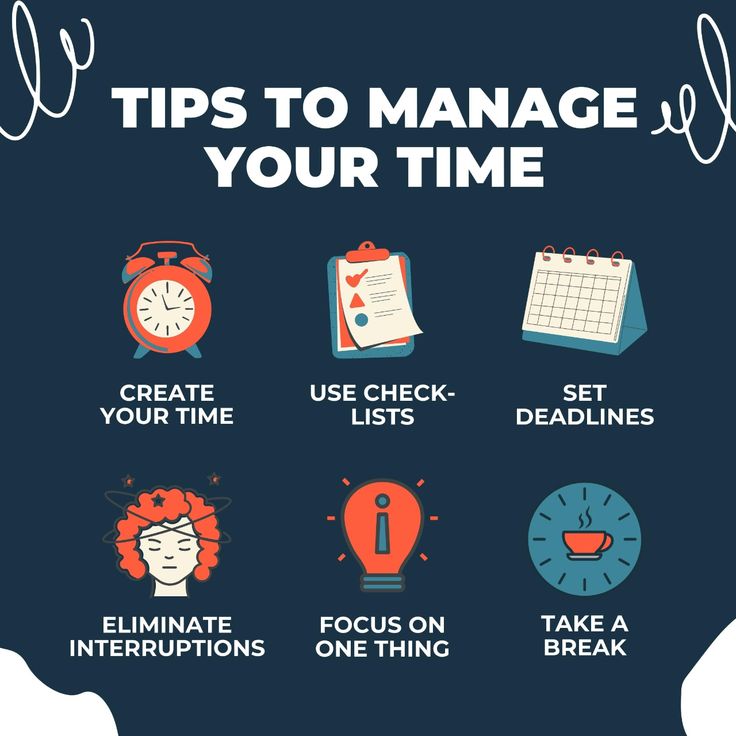 TIPS TO MANAGE
YOUR TIME
CREATE
YOUR TIME
USE CHECK-
LISTS
SET
DEADLINES
ELIMINATE
INTERRUPTIONS
FOCUS ON
ONE THING
TAKE A
BREAK